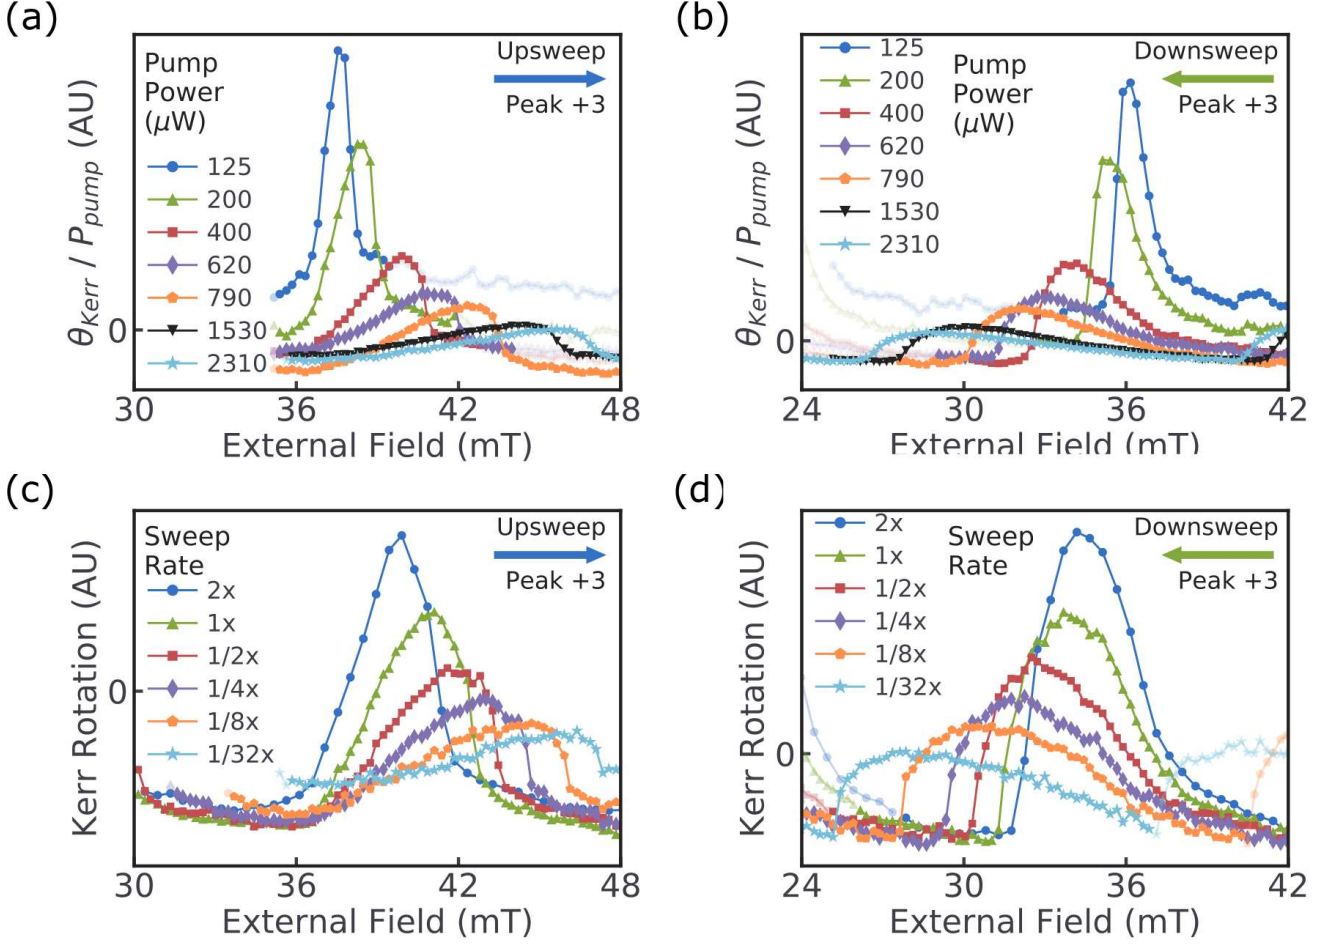 (a)
θKerr / Ppump (AU)
0
Pump
Power
(μW)
125
200
400
620
790
1530
2310
Upsweep
Peak +3
30 36 42 48
External Field (mT)
(b)
θKerr / Ppump (AU)
0
125
200
400
620
790
1530
2310
Pump
Power
(μW)
Downsweep
Peak +3
24 30 36 42
External Field (mT)
(c)
Kerr Rotation (AU)
0
Sweep
Rate
2x
1x
1/2x
1/4x
1/8x
1/32x
Upsweep
Peak +3
30 36 42 48
External Field (mT)
(d)
Kerr Rotation (AU)
0
2x
1x
1/2x
1/4x
1/8x
1/32x
Sweep
Rate
Downsweep
Peak +3
24 30 36 42
External Field (mT)